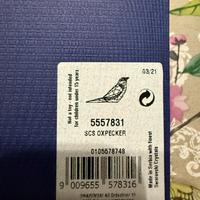 Not a toy - not intended
for children under 15 years
03/21
5557831
SCS OXPECKER
0105578748
9 009655 578316
Made in Serbia with finest
Swarovski Crystals